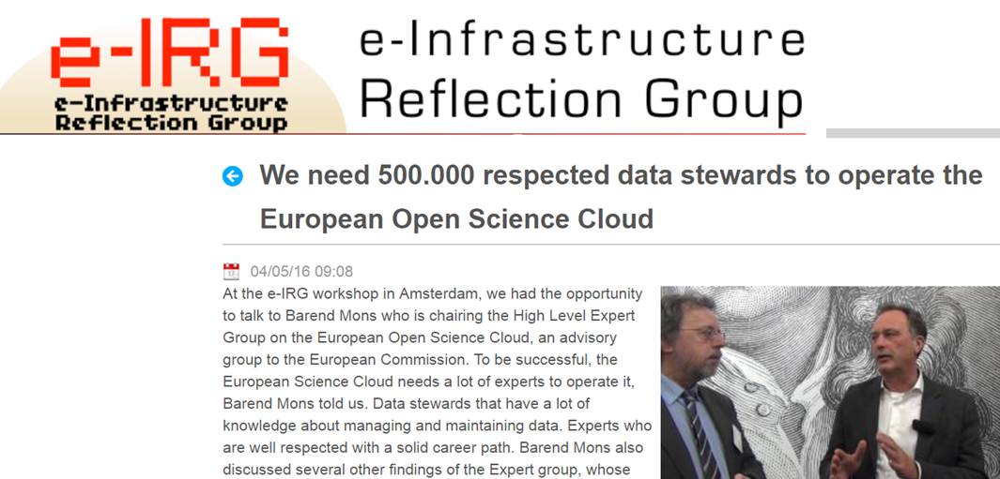 e-IRG
e-Infrastructure
Reflection Group
e-Infrastructure
Reflection Group
We need 500.000 respected data stewards to operate the
European Open Science Cloud
04/05/16 09:08
At the e-IRG workshop in Amsterdam, we had the opportunity
to talk to Barend Mons who is chairing the High Level Expert
Group on the European Open Science Cloud, an advisory
group to the European Commission. To be successful, the
European Science Cloud needs a lot of experts to operate it,
Barend Mons told us. Data stewards that have a lot of
knowledge about managing and maintaining data. Experts who
are well respected with a solid career path. Barend Mons also
discussed several other findings of the Expert group, whose